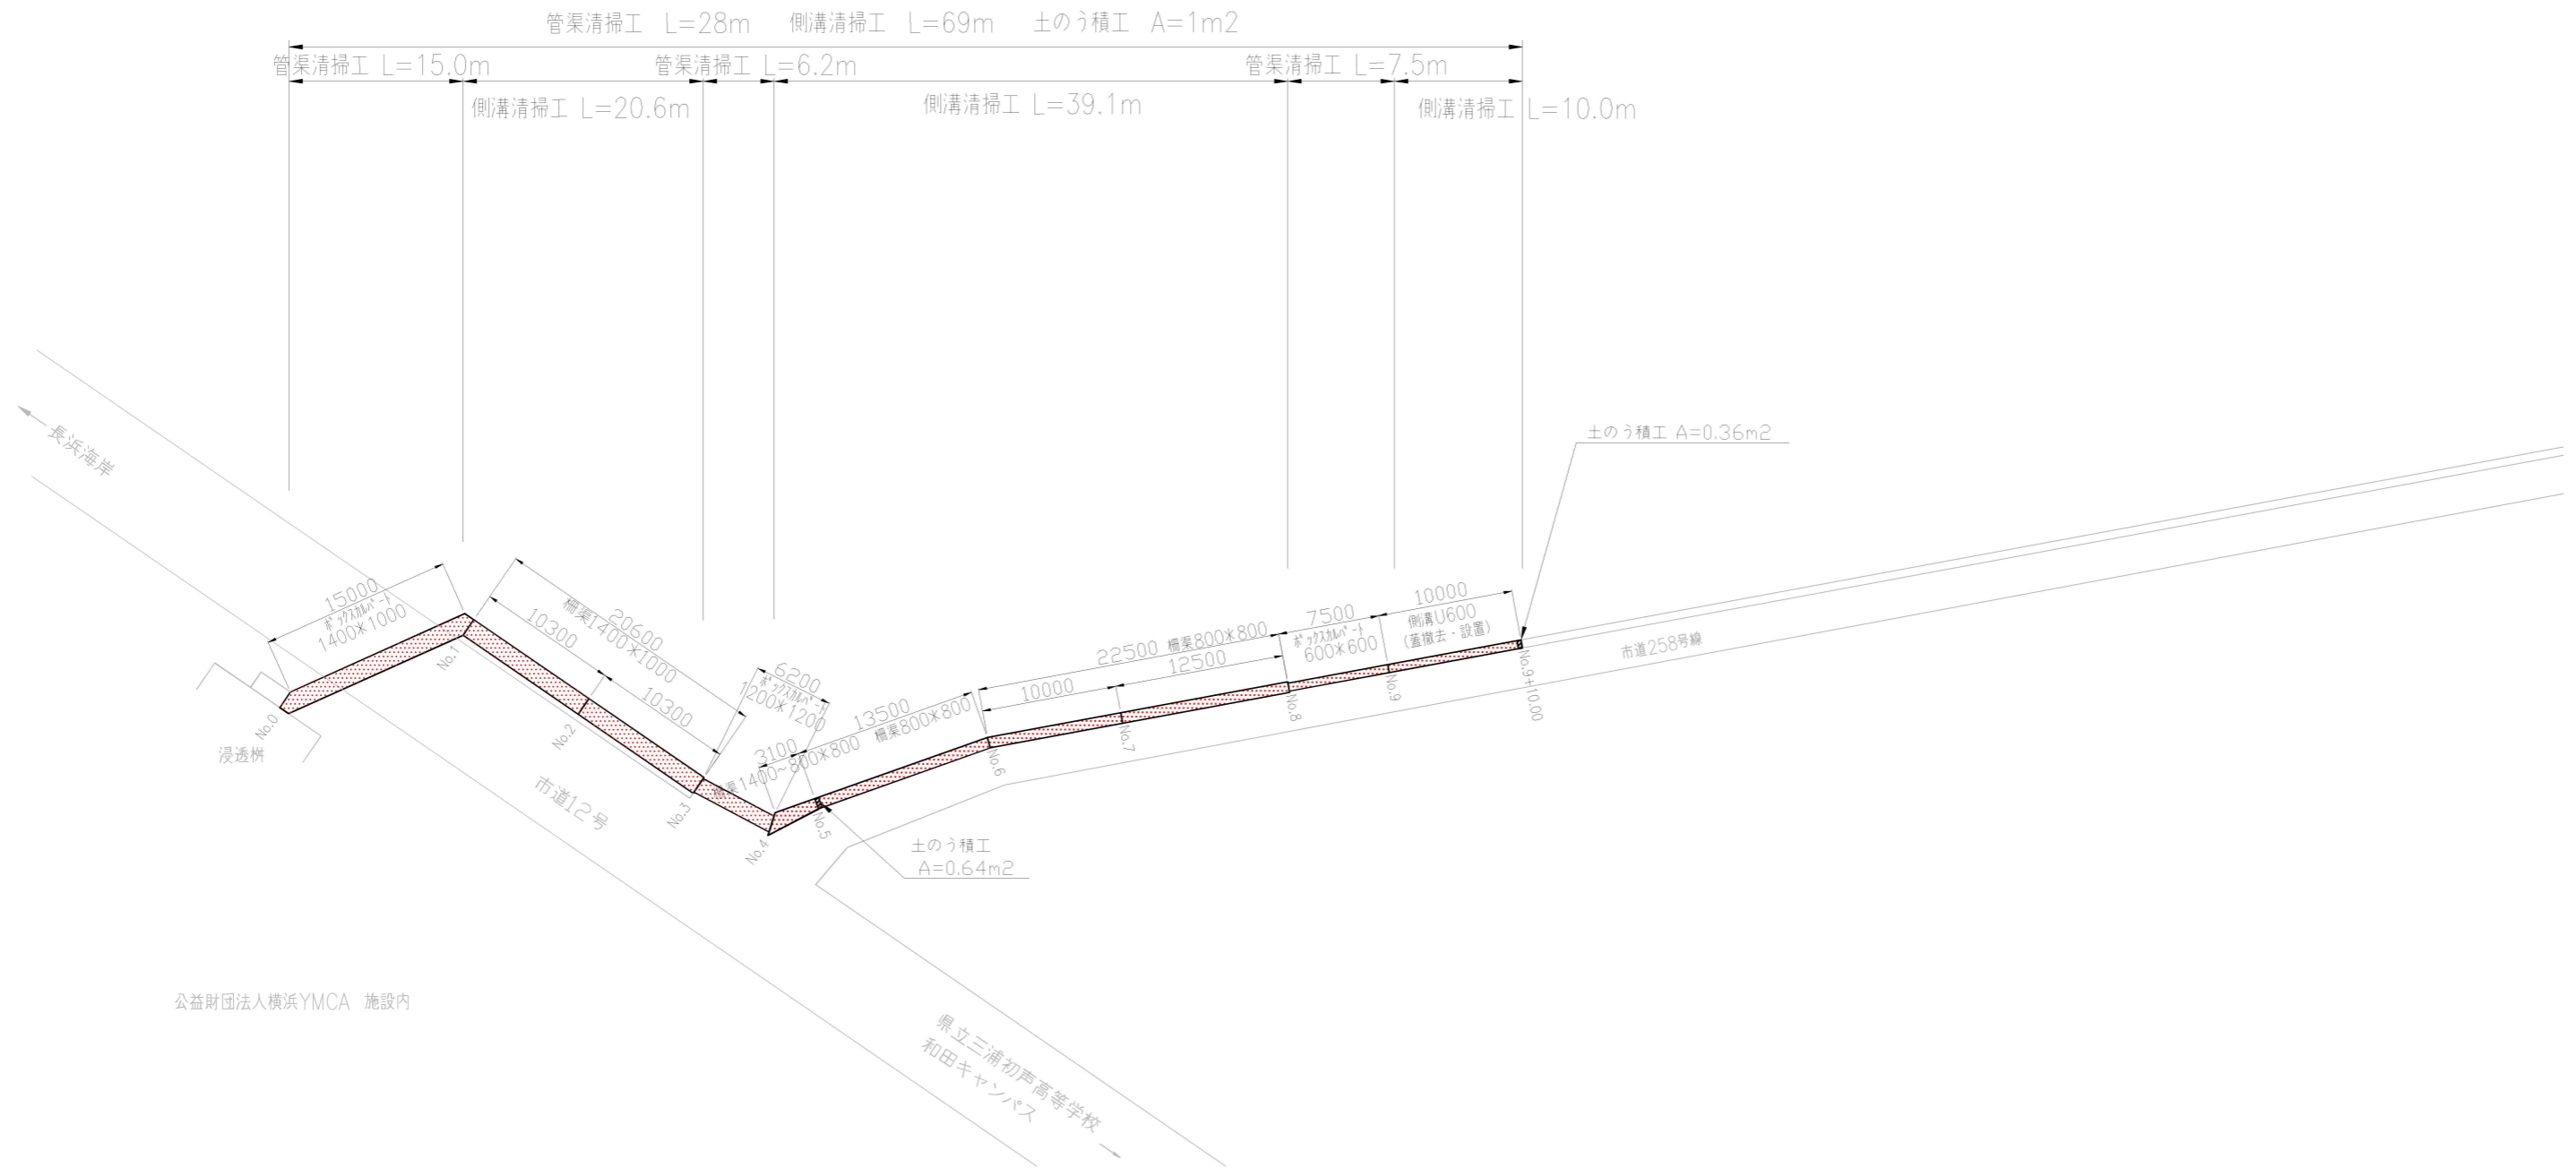 管渠清掃工 L=28m 側溝清掃工 L=69m 土のう積工 A=1m2
管渠清掃工 L=15.0m
管渠清掃工 L=6.2m
管渠清掃工 L=7.5m
側溝清掃工 L=20.6m
側溝清掃工 L=39.1m
側溝清掃工 L=10.0m
長浜海岸
土のう積工 A=0.36m2
15000
ボックスカルバート
1400*1000
20600
柵渠1400*1000
10300
10300
6200
ボックスカルバート
1200*1200
3100
柵渠1400~800*800
13500
柵渠800*800
22500 柵渠800*800
10000
12500
7500
ボックスカルバート
600*600
10000
側溝U600
(蓋撤去・設置)
No.0
No.1
No.2
No.3
No.4
No.5
No.6
No.7
No.8
No.9
No.9+10.00
浸透桝
市道12号
市道258号線
土のう積工
A=0.64m2
公益財団法人横浜YMCA 施設内
県立三浦初声高等学校
和田キャンパス